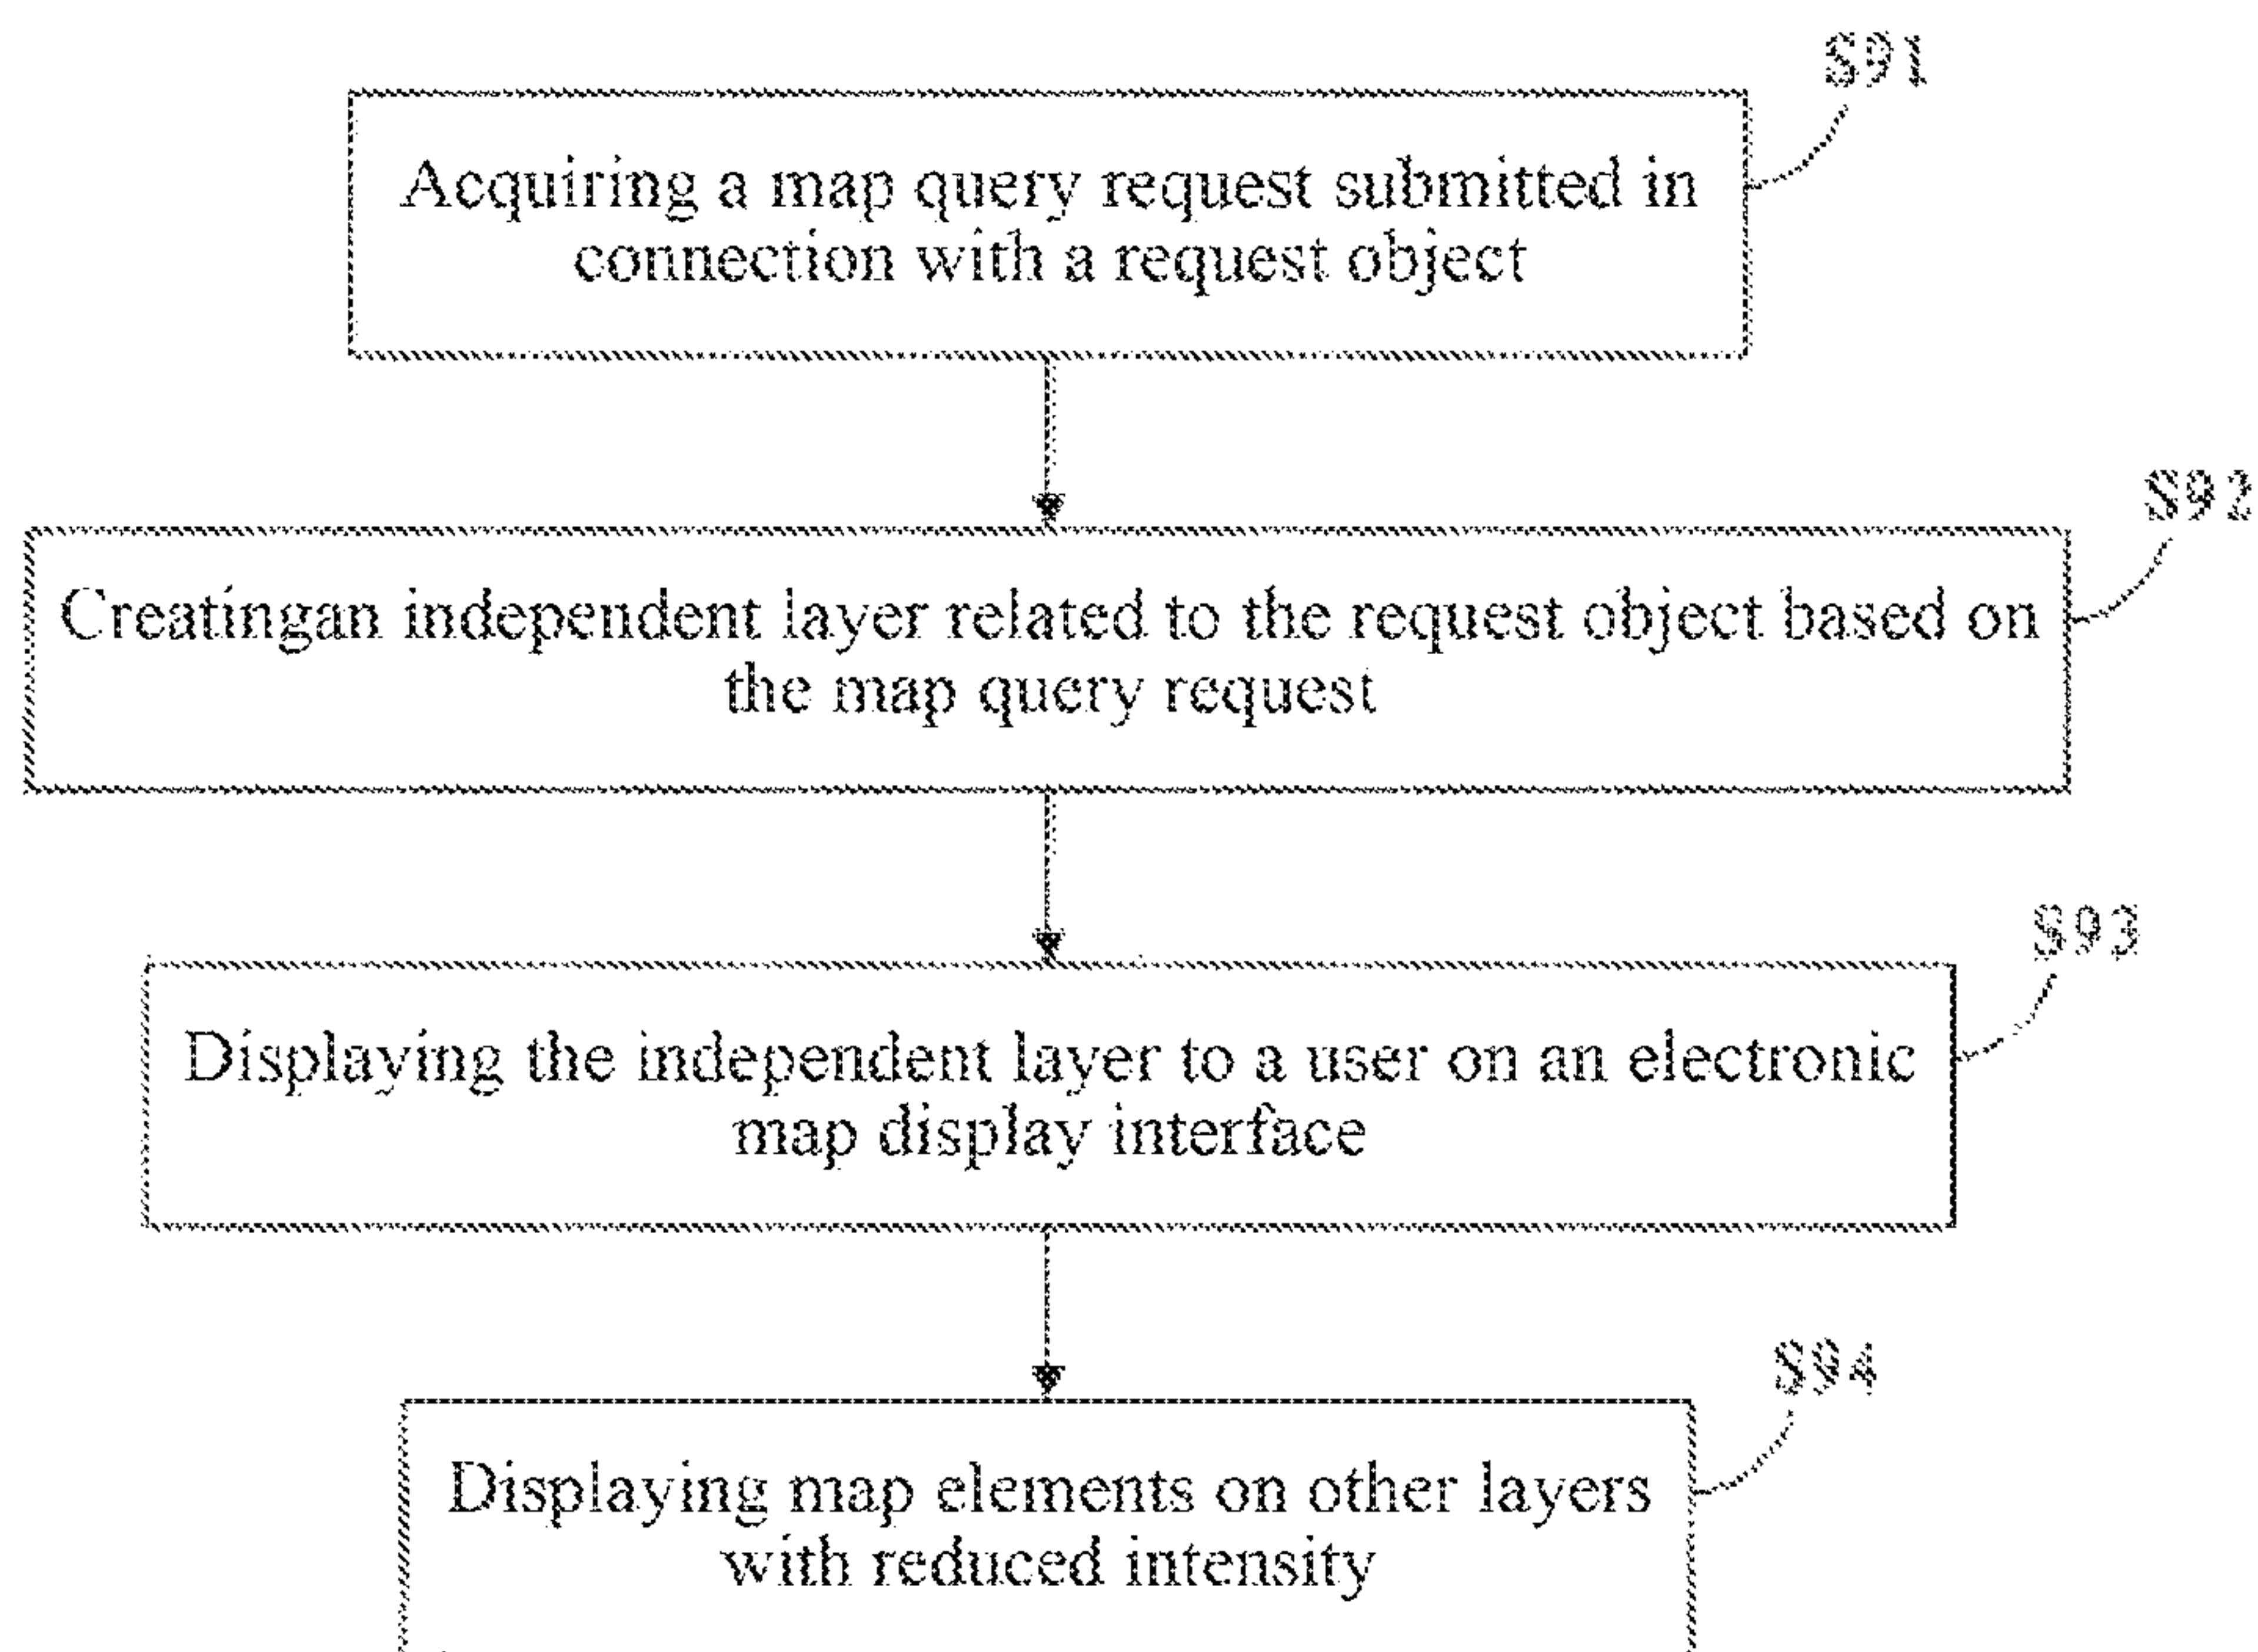 S91
Acquiring a map query request submitted in
connection with a request object
S92
Creatingan independent layer related to the request object based on
the map query request
S93
Displaying the independent layer to a user on an electronic
map display interface
S94
Displaying map elements on other layers
with reduced intensity